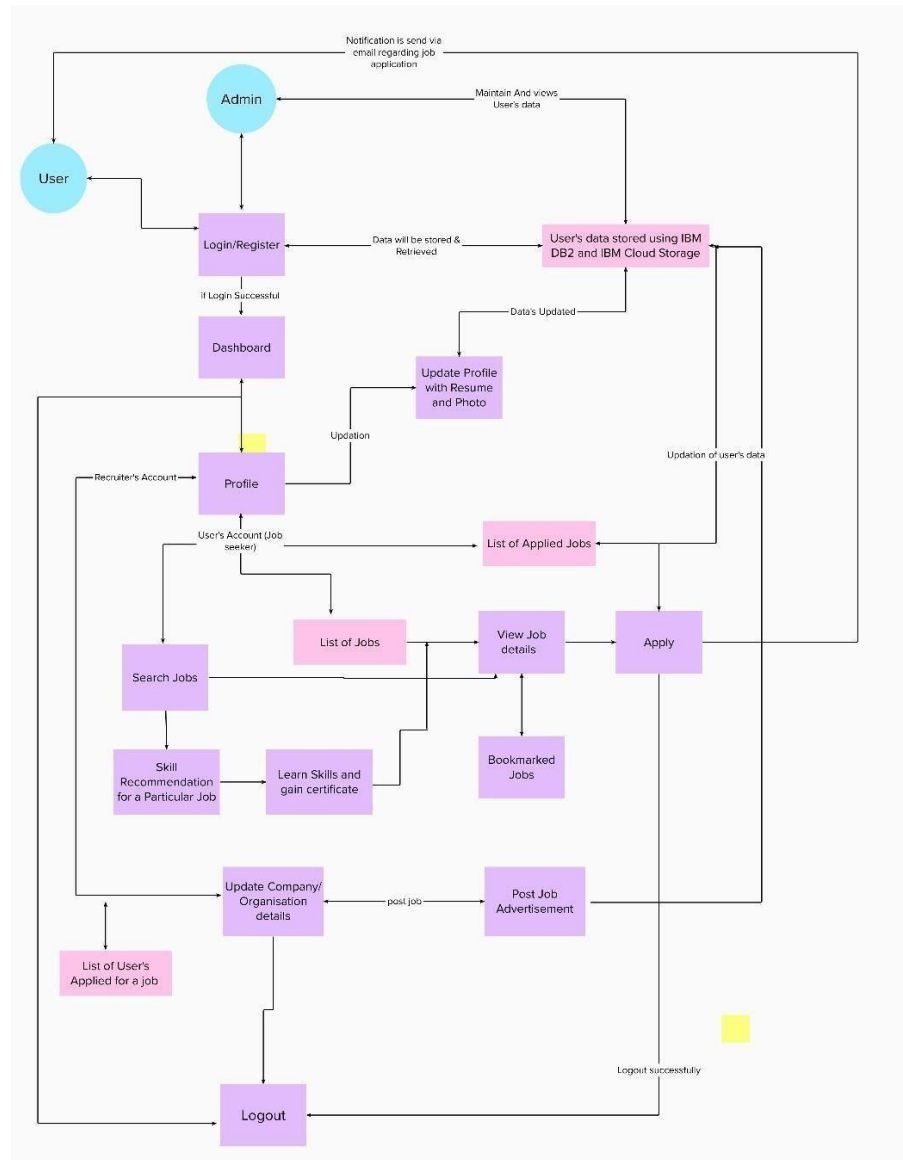 Notification is send via
email regarding job
application
Admin
Maintain And views
User's data
User
Login/Register
Data will be stored &
Retrieved
User's data stored using IBM
DB2 and IBM Cloud Storage
if Login Successful
Data's Updated
Dashboard
Update Profile
with Resume
and Photo
Updation
Updation of user's data
Recruiter's Account
Profile
User's Account (Job
seeker)
List of Applied Jobs
List of Jobs
View Job
details
Apply
Search Jobs
Skill
Recommendation
for a Particular Job
Learn Skills and
gain certificate
Bookmarked
Jobs
Update Company/
Organisation
details
post job
Post Job
Advertisement
List of User's
Applied for a job
Logout successfully
Logout